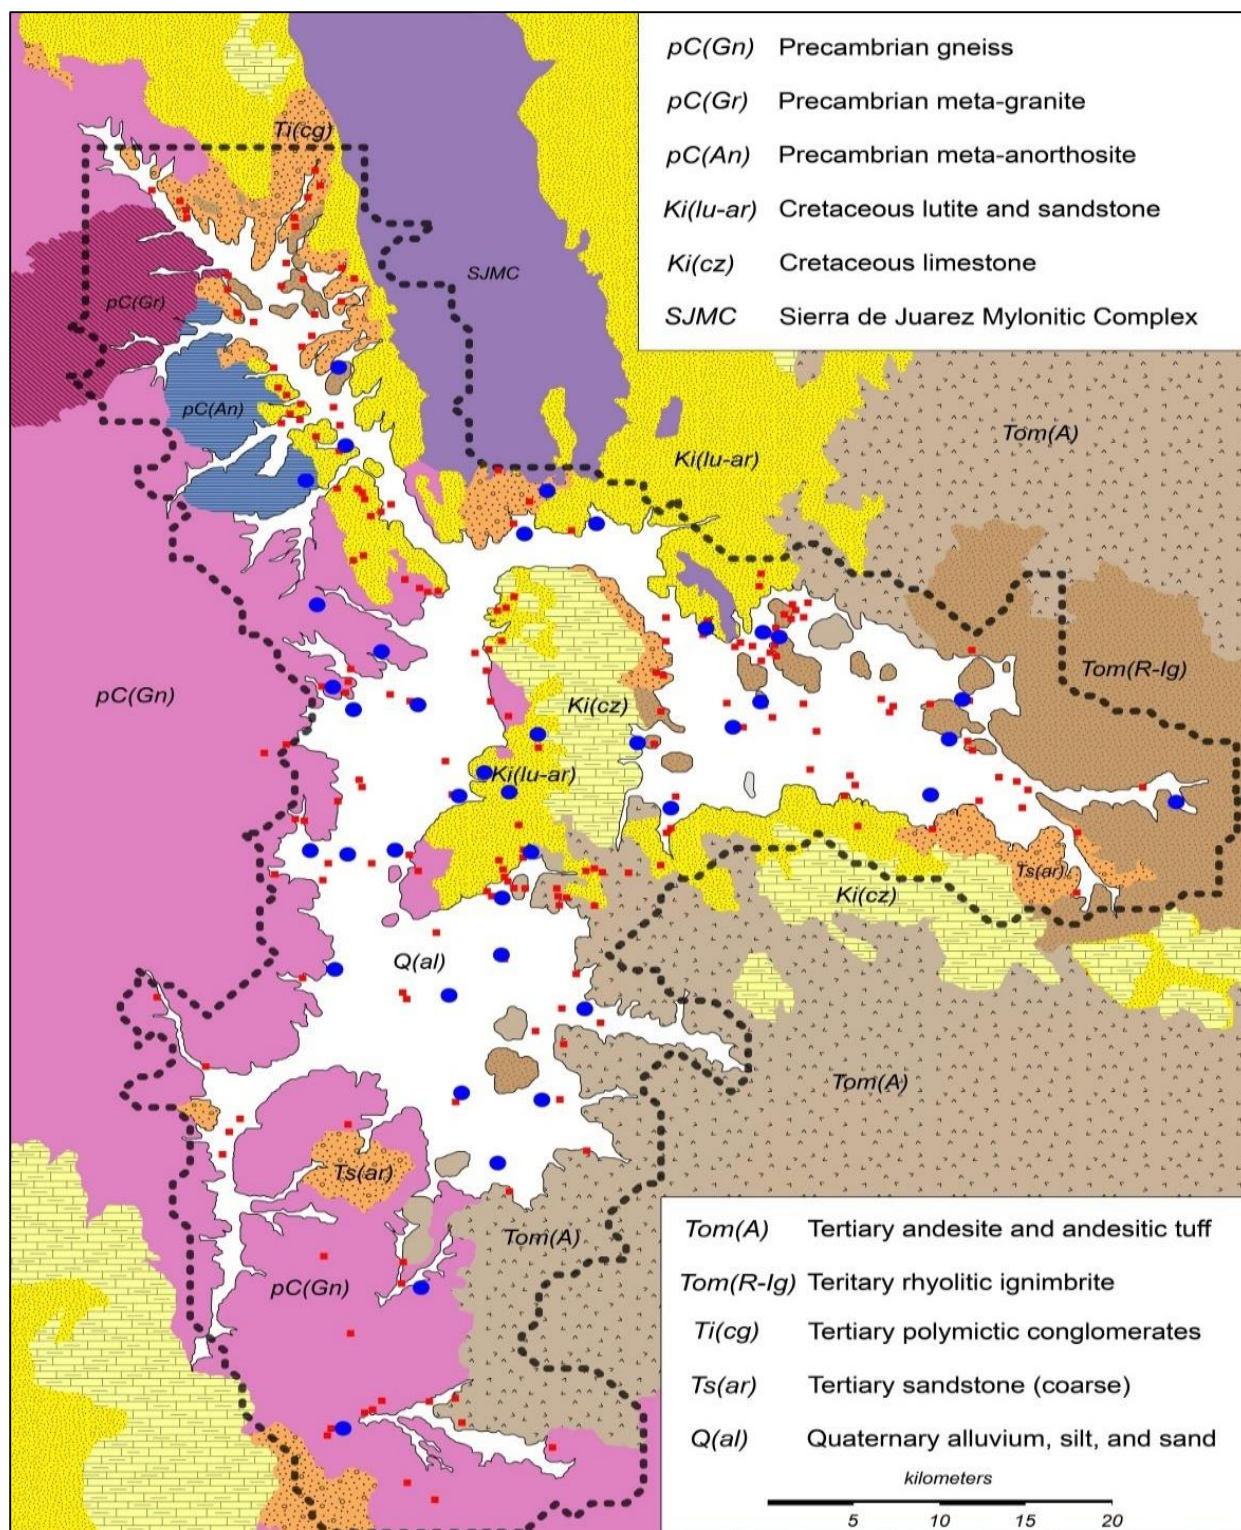 pC(Gn) Precambrian gneiss
pC(Gr) Precambrian meta-granite
pC(An) Precambrian meta-anorthosite
Ki(lu-ar) Cretaceous lutite and sandstone
Ki(cz) Cretaceous limestone
SJMC Sierra de Juarez Mylonitic Complex
Ti(cg)
SJMC
pC(Gr)
pC(An)
Tom(A)
Ki(lu-ar)
pC(Gn)
Tom(R-Ig)
Ki(cz)
Ki(lu-ar)
Ts(ar)
Ki(cz)
Q(al)
Tom(A)
Ts(ar)
Tom(A)
pC(Gn)
Tom(A) Tertiary andesite and andesitic tuff
Tom(R-Ig) Teritary rhyolitic ignimbrite
Ti(cg) Tertiary polymictic conglomerates
Ts(ar) Tertiary sandstone (coarse)
Q(al) Quaternary alluvium, silt, and sand
kilometers
5 10 15 20